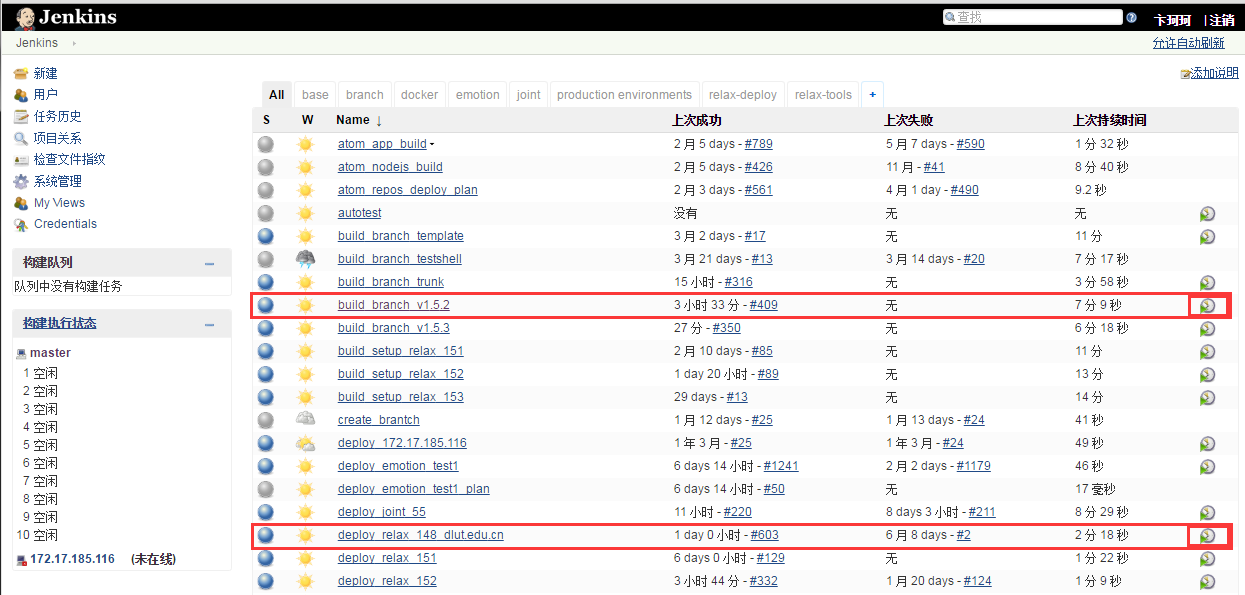 Jenkins
查找
卞珂珂 | 注销
Jenkins
允许自动刷新
新建
用户
任务历史
项目关系
检查文件指纹
系统管理
My Views
Credentials
构建队列
队列中没有构建任务
构建执行状态
master
1 空闲
2 空闲
3 空闲
4 空闲
5 空闲
6 空闲
7 空闲
8 空闲
9 空闲
10 空闲
172.17.185.116 (未在线)
添加说明
All base branch docker emotion joint production environments relax-deploy relax-tools +
S W Name ↓ 上次成功 上次失败 上次持续时间
atom_app_build 2 月 5 days - #789 5 月 7 days - #590 1 分 32 秒
atom_nodejs_build 2 月 5 days - #426 11 月 - #41 8 分 40 秒
atom_repos_deploy_plan 2 月 3 days - #561 4 月 1 day - #490 9.2 秒
autotest 没有 无 无
build_branch_template 3 月 2 days - #17 无 11 分
build_branch_testshell 3 月 21 days - #13 3 月 14 days - #20 7 分 17 秒
build_branch_trunk 15 小时 - #316 无 3 分 58 秒
build_branch_v1.5.2 3 小时 33 分 - #409 无 7 分 9 秒
build_branch_v1.5.3 27 分 - #350 无 6 分 18 秒
build_setup_relax_151 2 月 10 days - #85 无 11 分
build_setup_relax_152 1 day 20 小时 - #89 无 13 分
build_setup_relax_153 29 days - #13 无 14 分
create_brantch 1 月 12 days - #25 1 月 13 days - #24 41 秒
deploy_172.17.185.116 1 年 3 月 - #25 1 年 3 月 - #24 49 秒
deploy_emotion_test1 6 days 14 小时 - #1241 2 月 2 days - #1179 46 秒
deploy_emotion_test1_plan 6 days 14 小时 - #50 无 17 毫秒
deploy_joint_55 11 小时 - #220 8 days 3 小时 - #211 8 分 29 秒
deploy_relax_148_dlut.edu.cn 1 day 0 小时 - #603 6 月 8 days - #2 2 分 18 秒
deploy_relax_151 6 days 0 小时 - #129 无 1 分 22 秒
deploy_relax_152 3 小时 44 分 - #332 1 月 20 days - #124 1 分 9 秒